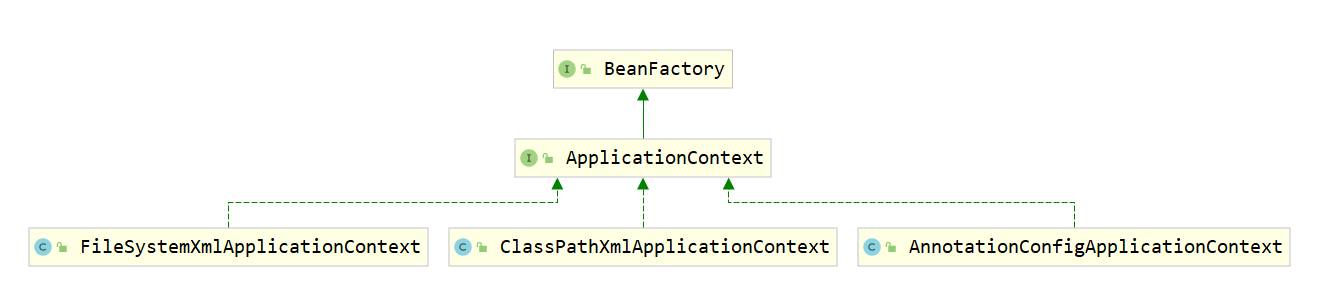 I BeanFactory
I ApplicationContext
C FileSystemXmlApplicationContext
C ClassPathXmlApplicationContext
C AnnotationConfigApplicationContext